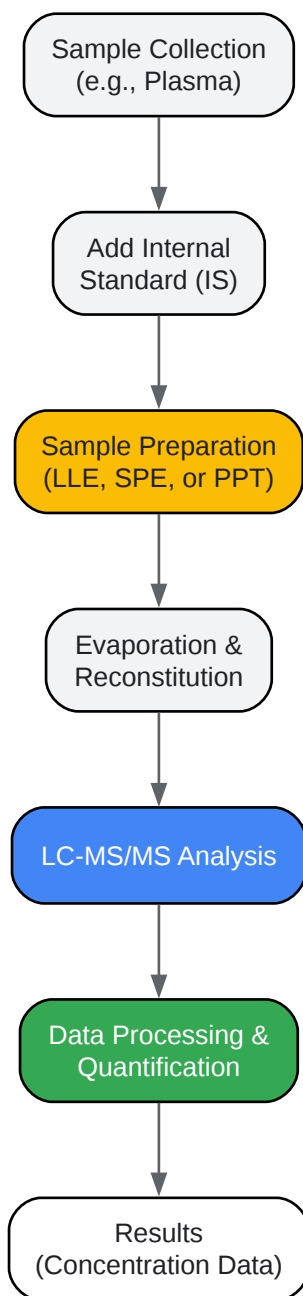 Sample Collection
(e.g., Plasma)
Add Internal
Standard (IS)
Sample Preparation
(LLE, SPE, or PPT)
Evaporation &
Reconstitution
LC-MS/MS Analysis
Data Processing &
Quantification
Results
(Concentration Data)